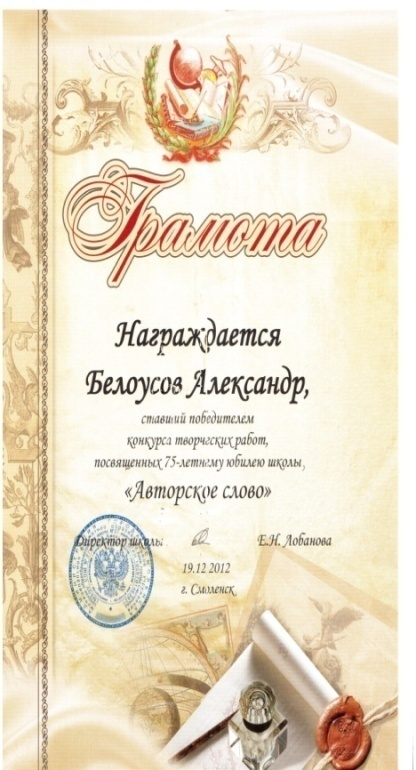 Грамота
Награждается
Белоусов Александр,
ставший победителем
конкурса творческих работ,
посвященных 75-летнему юбилею школы,
«Авторское слово»
Директор школы: Е.Н. Лобанова
19.12 2012
г. Смоленск